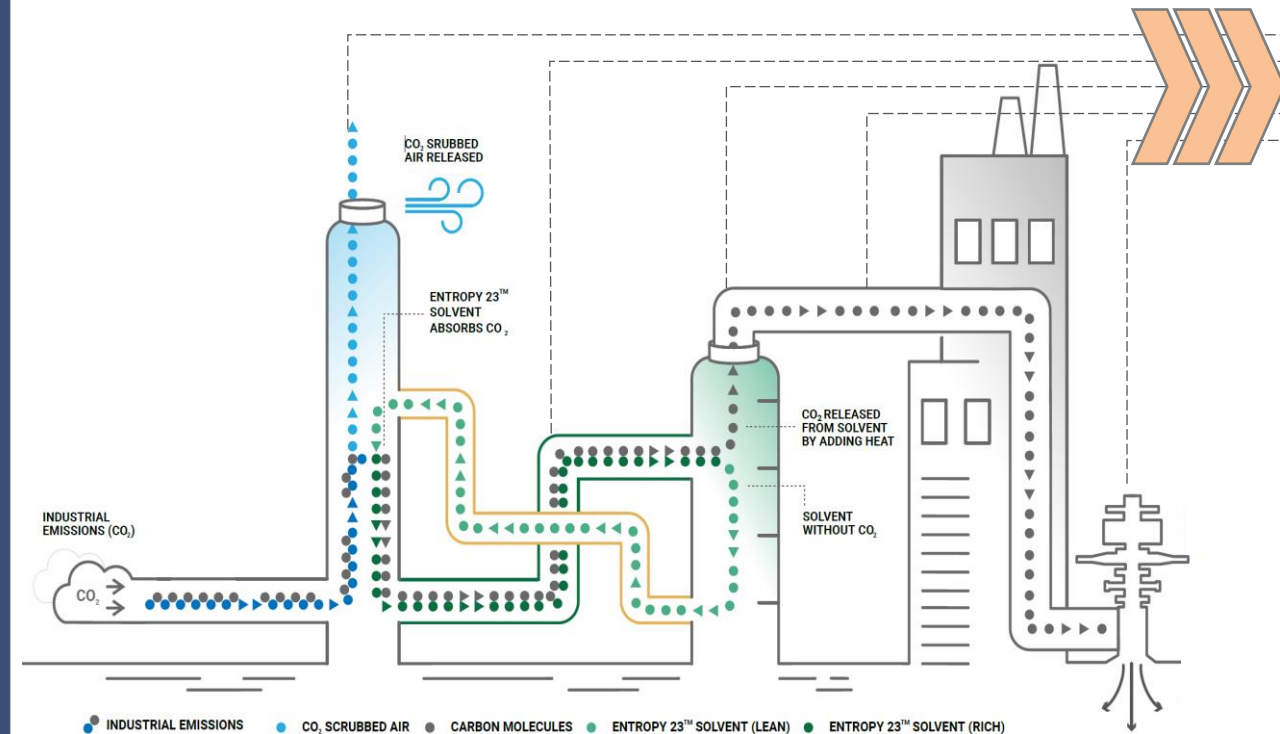 CO₂ SRUBBED
AIR RELEASED
ENTROPY 23™
SOLVENT
ABSORBS CO₂
CO₂ RELEASED
FROM SOLVENT
BY ADDING HEAT
SOLVENT
WITHOUT CO₂
INDUSTRIAL
EMISSIONS (CO₂)
CO₂
INDUSTRIAL EMISSIONS
CO₂ SCRUBBED AIR
CARBON MOLECULES
ENTROPY 23™ SOLVENT (LEAN)
ENTROPY 23™ SOLVENT (RICH)